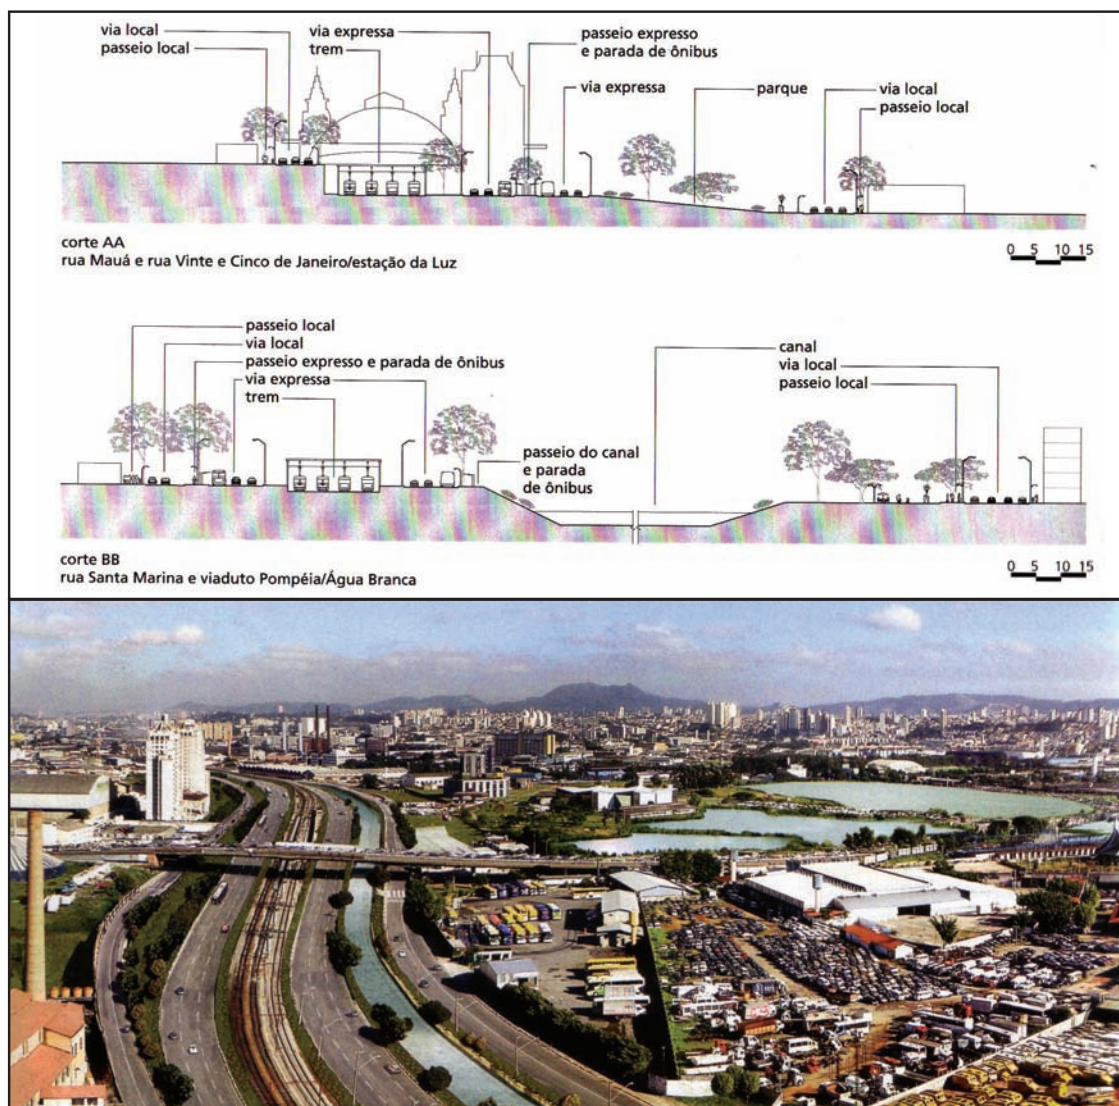 via local
passeio local
via expressa
trem
passeio expresso
e parada de ônibus
via expressa
parque
via local
passeio local
corte AA
rua Mauá e rua Vinte e Cinco de Janeiro/estação da Luz
0 5 10 15
passeio local
via local
passeio expresso e parada de ônibus
via expressa
trem
passeio do canal
e parada
de ônibus
canal
via local
passeio local
corte BB
rua Santa Marina e viaduto Pompéia/Água Branca
0 5 10 15